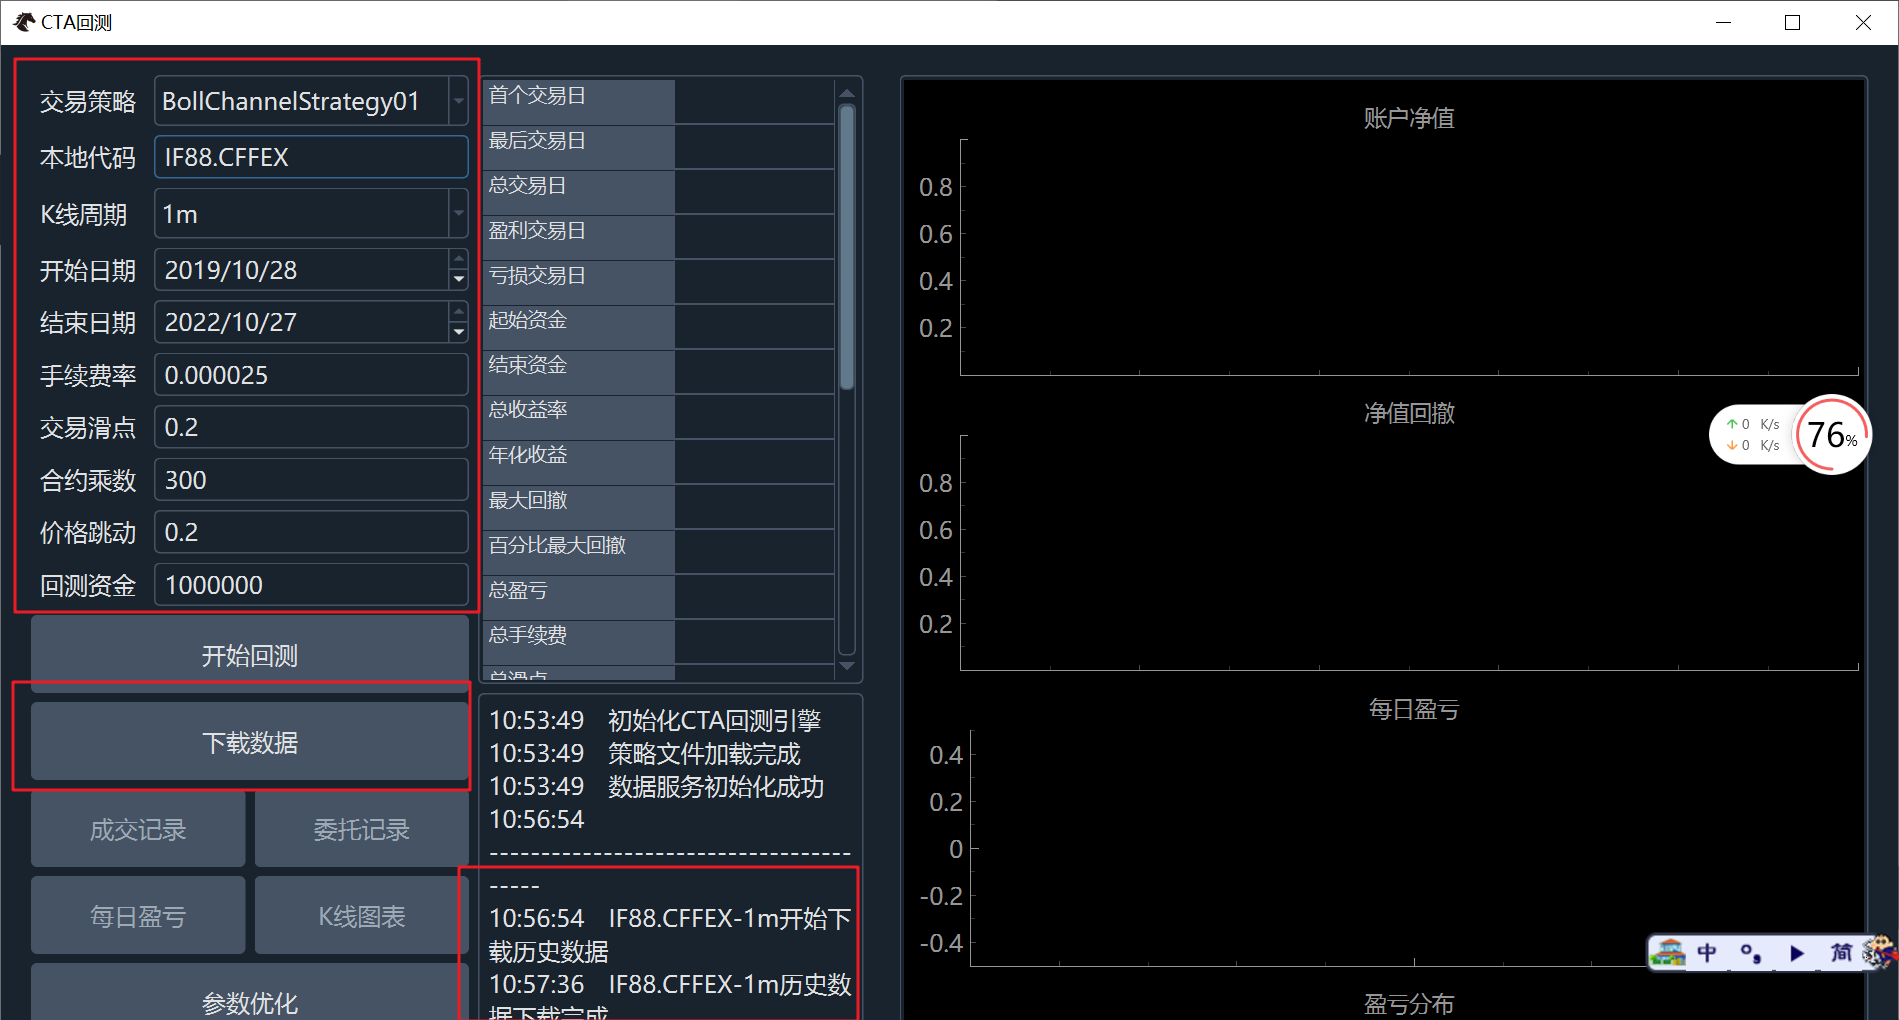 CTA回测
交易策略 BollChannelStrategy01
本地代码 IF88.CFFEX
K线周期 1m
开始日期 2019/10/28
结束日期 2022/10/27
手续费率 0.000025
交易滑点 0.2
合约乘数 300
价格跳动 0.2
回测资金 1000000
开始回测
下载数据
成交记录 委托记录
每日盈亏 K线图表
参数优化
首个交易日
最后交易日
总交易日
盈利交易日
亏损交易日
起始资金
结束资金
总收益率
年化收益
最大回撤
百分比最大回撤
总盈亏
总手续费
总滑点
10:53:49 初始化CTA回测引擎
10:53:49 策略文件加载完成
10:53:49 数据服务初始化成功
10:56:54
-----------------------------------
-----
10:56:54 IF88.CFFEX-1m开始下
载历史数据
10:57:36 IF88.CFFEX-1m历史数
据下载完成
账户净值
0.8
0.6
0.4
0.2
净值回撤
0.8
0.6
0.4
0.2
每日盈亏
0.4
0.2
0
-0.2
-0.4
盈亏分布
↑ 0 K/s
↓ 0 K/s
76%
中 简